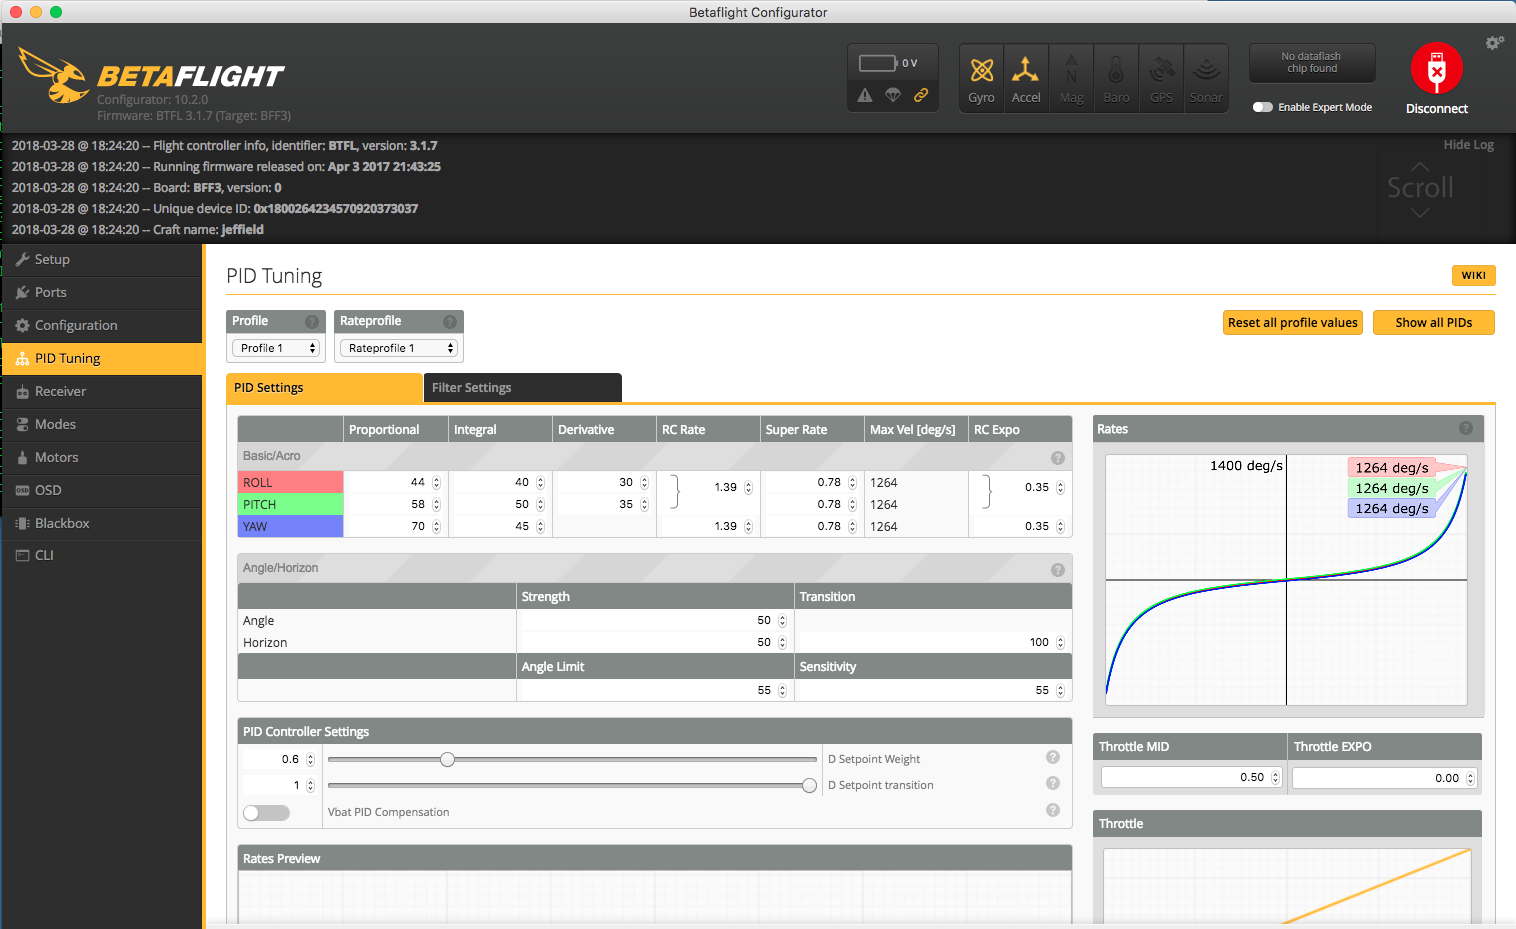 Betaflight Configurator
BETAFLIGHT
Configurator: 10.2.0
Firmware: BTFL 3.1.7 (Target: BFF3)
0 V
Gyro
Accel
Mag
Baro
GPS
Sonar
No dataflash
chip found
Enable Expert Mode
Disconnect
2018-03-28 @ 18:24:20 -- Flight controller info, identifier: BTFL, version: 3.1.7
2018-03-28 @ 18:24:20 -- Running firmware released on: Apr 3 2017 21:43:25
2018-03-28 @ 18:24:20 -- Board: BFF3, version: 0
2018-03-28 @ 18:24:20 -- Unique device ID: 0x1800264234570920373037
2018-03-28 @ 18:24:20 -- Craft name: jeffield
Hide Log
Scroll
Setup
Ports
Configuration
PID Tuning
Receiver
Modes
Motors
OSD
Blackbox
CLI
PID Tuning
WIKI
Profile
Profile 1
Rateprofile
Rateprofile 1
Reset all profile values
Show all PIDs
PID Settings
Filter Settings
Proportional Integral Derivative RC Rate Super Rate Max Vel [deg/s] RC Expo
Basic/Acro
ROLL 44 40 30 1.39 0.78 1264 0.35
PITCH 58 50 35 0.78 1264
YAW 70 45 1.39 0.78 1264 0.35
Angle/Horizon
Strength Transition
Angle 50
Horizon 50 100
Angle Limit Sensitivity
55 55
PID Controller Settings
0.6 D Setpoint Weight
1 D Setpoint transition
Vbat PID Compensation
Rates Preview
Rates
1400 deg/s
1264 deg/s
1264 deg/s
1264 deg/s
Throttle MID Throttle EXPO
0.50 0.00
Throttle